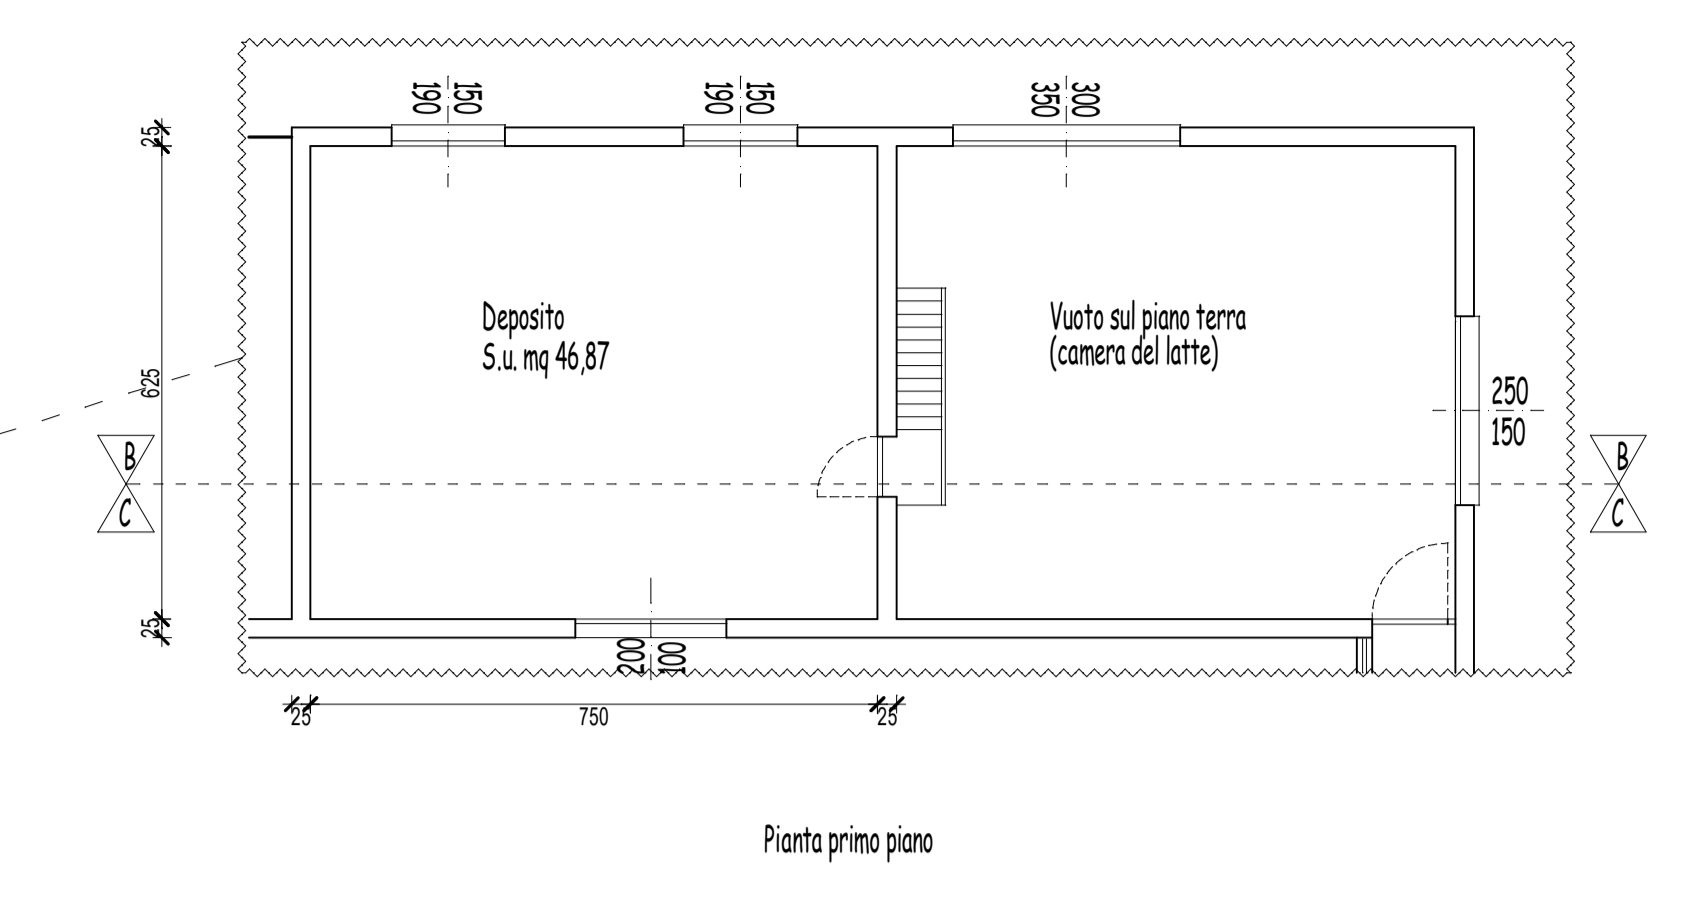 190 150
190 150
350 300
25
Deposito
S.u. mq 46,87
Vuoto sul piano terra
(camera del latte)
625
250
150
B
C
B
C
25
200 100
25
750
25
Pianta primo piano